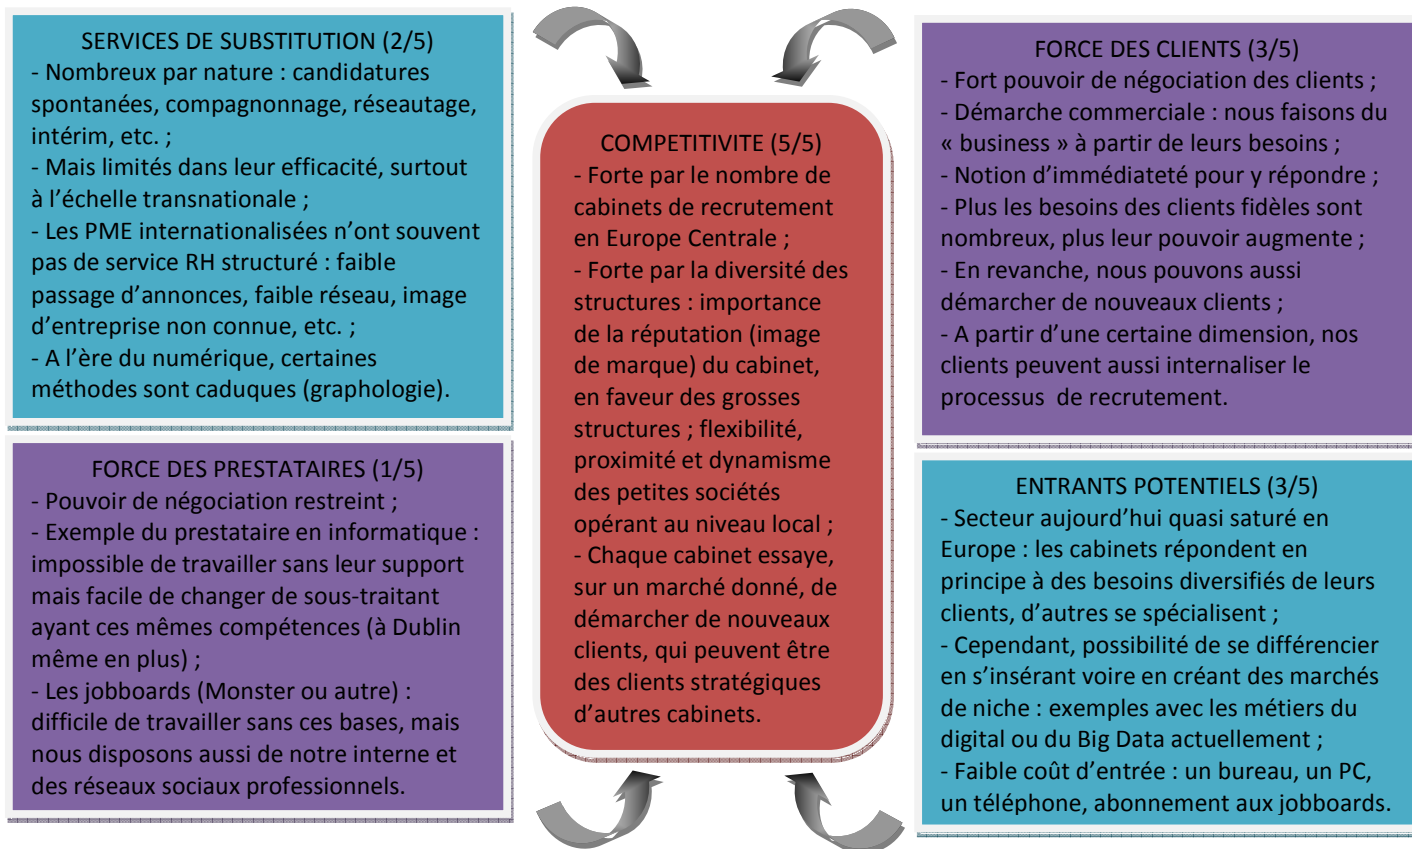 SERVICES DE SUBSTITUTION (2/5)
- Nombreux par nature : candidatures
spontanées, compagnonnage, réseautage,
intérim, etc. ;
- Mais limités dans leur efficacité, surtout
à l’échelle transnationale ;
- Les PME internationalisées n’ont souvent
pas de service RH structuré : faible
passage d’annonces, faible réseau, image
d’entreprise non connue, etc. ;
- A l’ère du numérique, certaines
méthodes sont caduques (graphologie).
FORCE DES PRESTATAIRES (1/5)
- Pouvoir de négociation restreint ;
- Exemple du prestataire en informatique :
impossible de travailler sans leur support
mais facile de changer de sous-traitant
ayant ces mêmes compétences (à Dublin
même en plus) ;
- Les jobboards (Monster ou autre) :
difficile de travailler sans ces bases, mais
nous disposons aussi de notre interne et
des réseaux sociaux professionnels.
COMPETITIVITE (5/5)
- Forte par le nombre de
cabinets de recrutement
en Europe Centrale ;
- Forte par la diversité des
structures : importance
de la réputation (image
de marque) du cabinet,
en faveur des grosses
structures ; flexibilité,
proximité et dynamisme
des petites sociétés
opérant au niveau local ;
- Chaque cabinet essaye,
sur un marché donné, de
démarcher de nouveaux
clients, qui peuvent être
des clients stratégiques
d’autres cabinets.
FORCE DES CLIENTS (3/5)
- Fort pouvoir de négociation des clients ;
- Démarche commerciale : nous faisons du
« business » à partir de leurs besoins ;
- Notion d’immédiateté pour y répondre ;
- Plus les besoins des clients fidèles sont
nombreux, plus leur pouvoir augmente ;
- En revanche, nous pouvons aussi
démarcher de nouveaux clients ;
- A partir d’une certaine dimension, nos
clients peuvent aussi internaliser le
processus de recrutement.
ENTRANTS POTENTIELS (3/5)
- Secteur aujourd’hui quasi saturé en
Europe : les cabinets répondent en
principe à des besoins diversifiés de leurs
clients, d’autres se spécialisent ;
- Cependant, possibilité de se différencier
en s’insérant voire en créant des marchés
de niche : exemples avec les métiers du
digital ou du Big Data actuellement ;
- Faible coût d’entrée : un bureau, un PC,
un téléphone, abonnement aux jobboards.